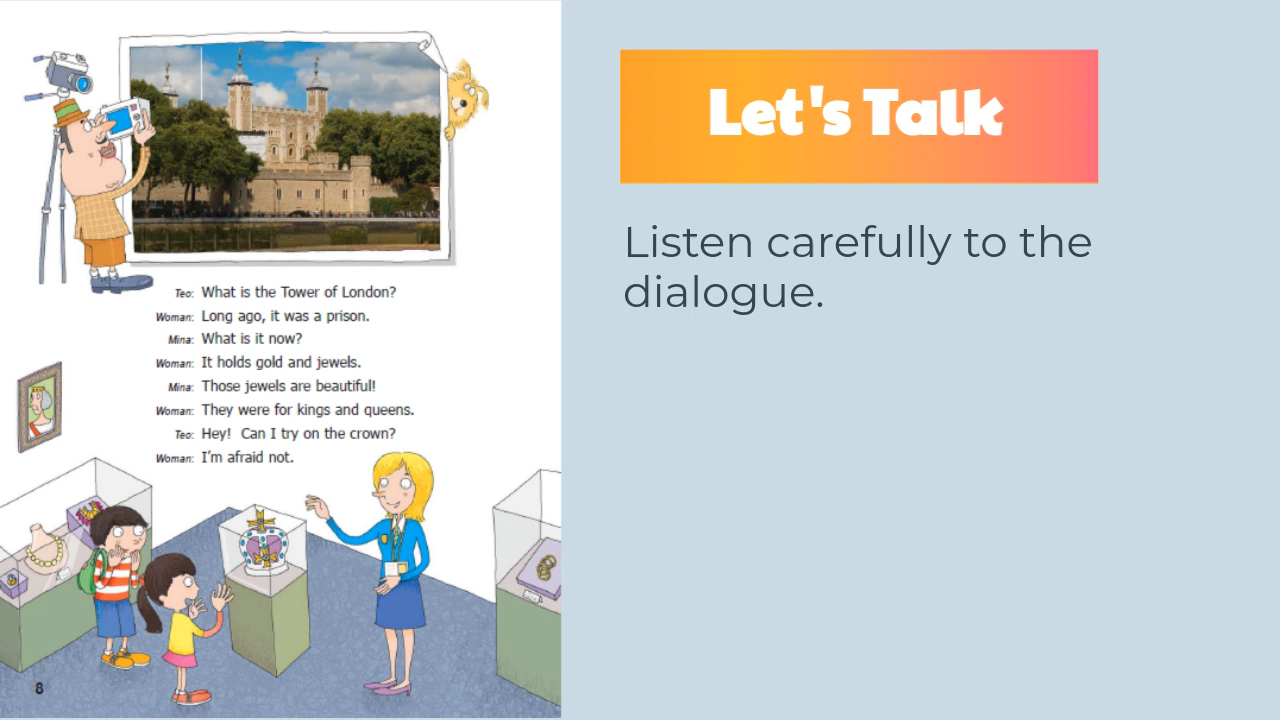 Teo: What is the Tower of London?
Woman: Long ago, it was a prison.
Mina: What is it now?
Woman: It holds gold and jewels.
Mina: Those jewels are beautiful!
Woman: They were for kings and queens.
Teo: Hey! Can I try on the crown?
Woman: I'm afraid not.
8
Let's Talk
Listen carefully to the
dialogue.